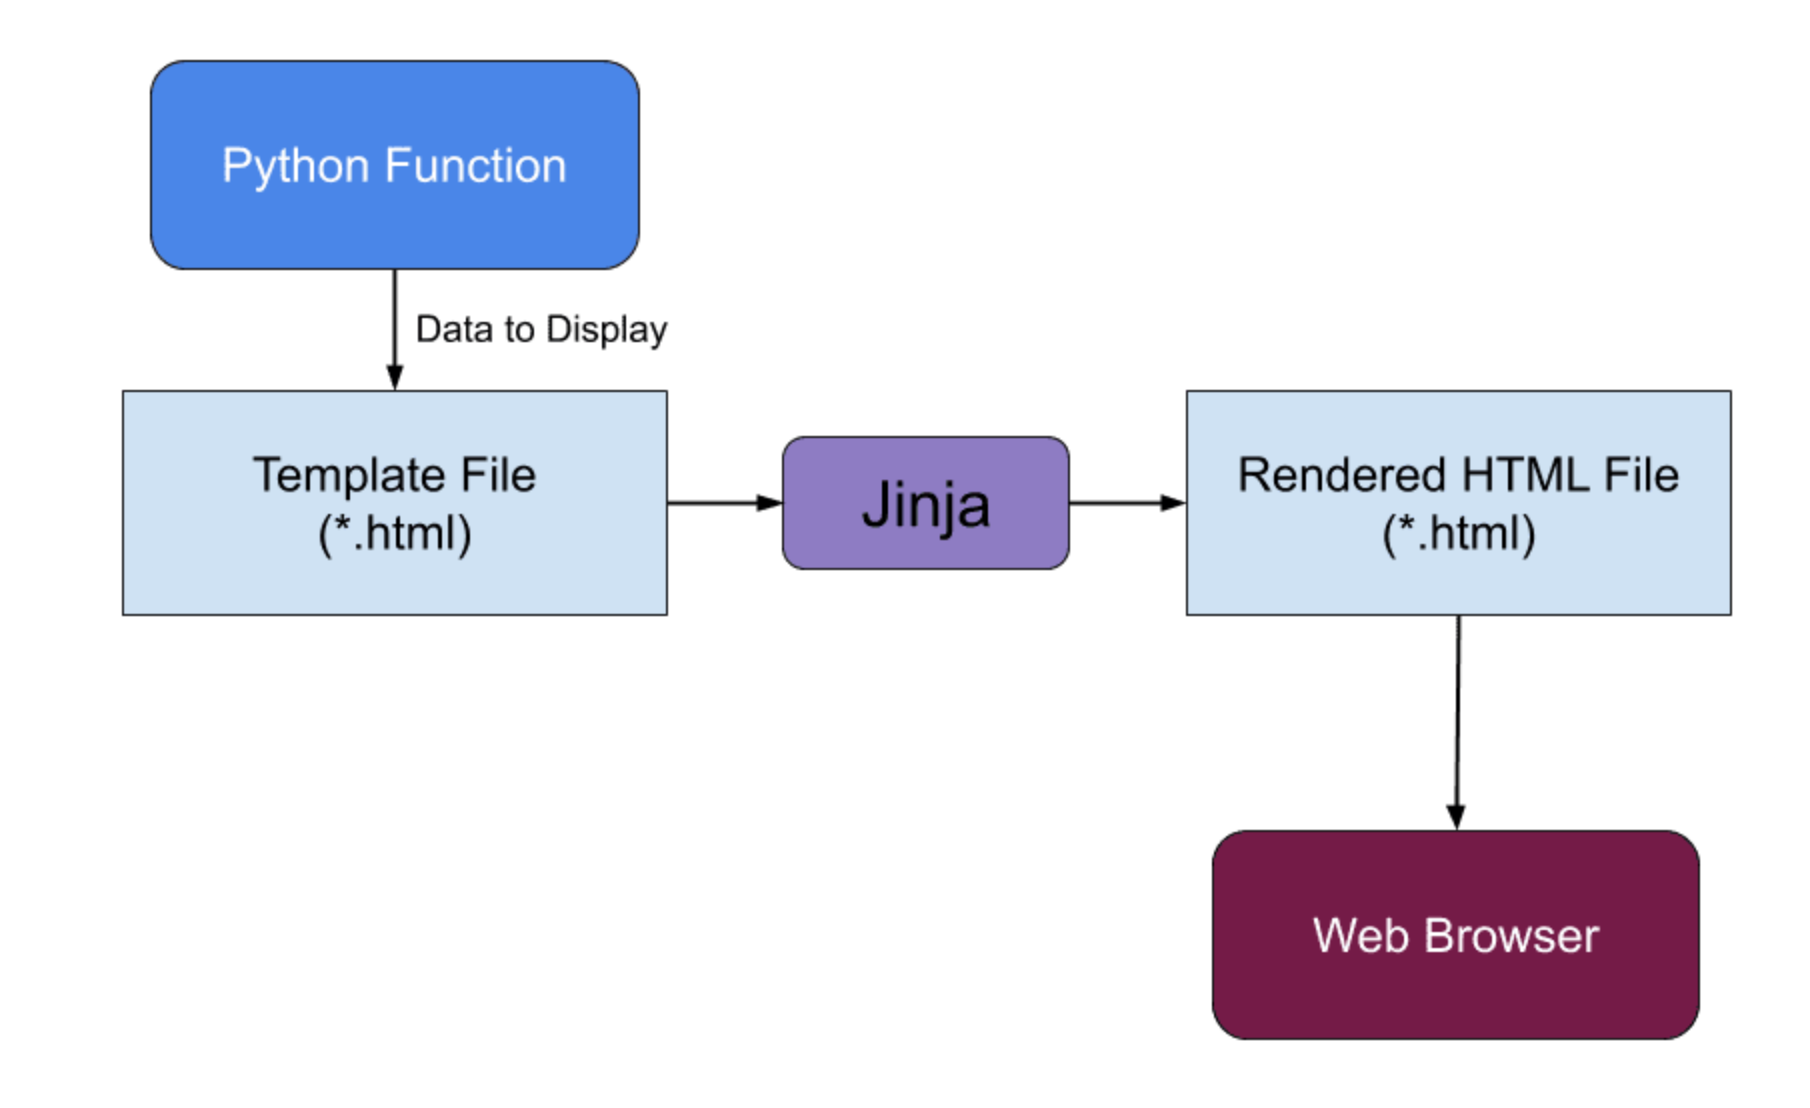 Python Function
Data to Display
Template File
(*.html)
Jinja
Rendered HTML File
(*.html)
Web Browser